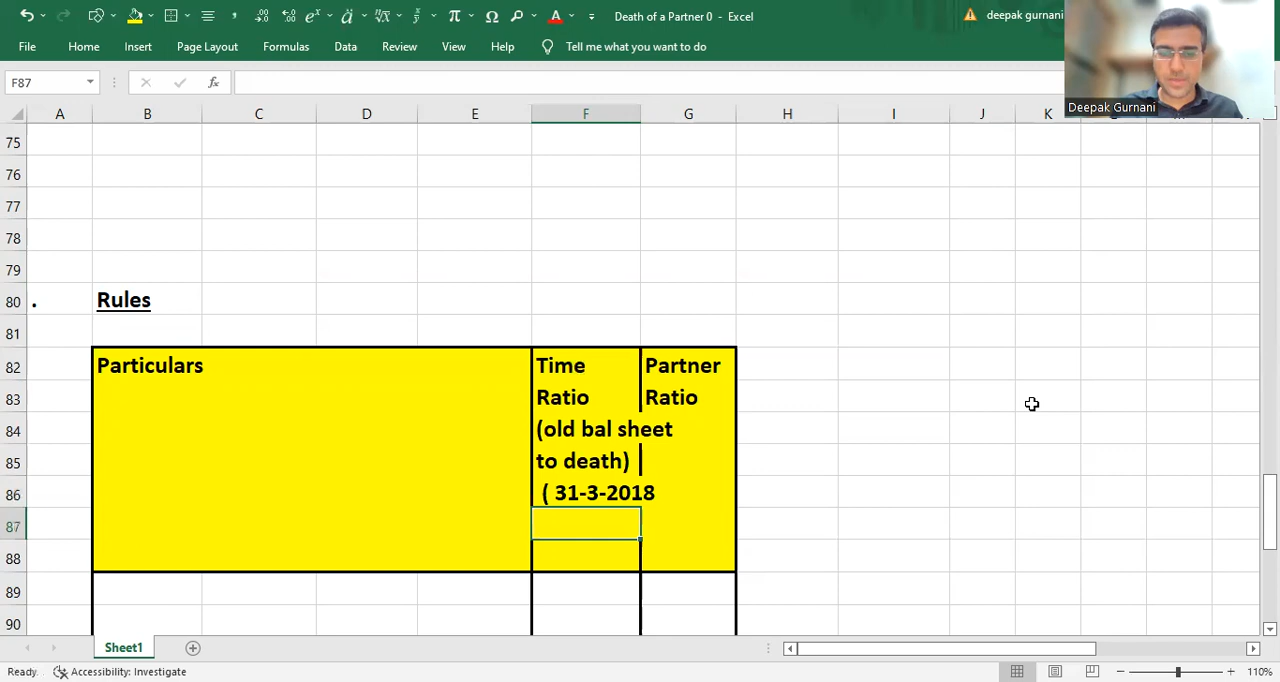 Death of a Partner 0 - Excel
deepak gurnani
File Home Insert Page Layout Formulas Data Review View Help Tell me what you want to do
F87
Deepak Gurnani
A B C D E F G H I J K
75
76
77
78
79
80 . Rules
81
82 Particulars Time Partner
83 Ratio Ratio
84 (old bal sheet
85 to death)
86 ( 31-3-2018
87
88
89
90
Sheet1
Ready Accessibility: Investigate 110%